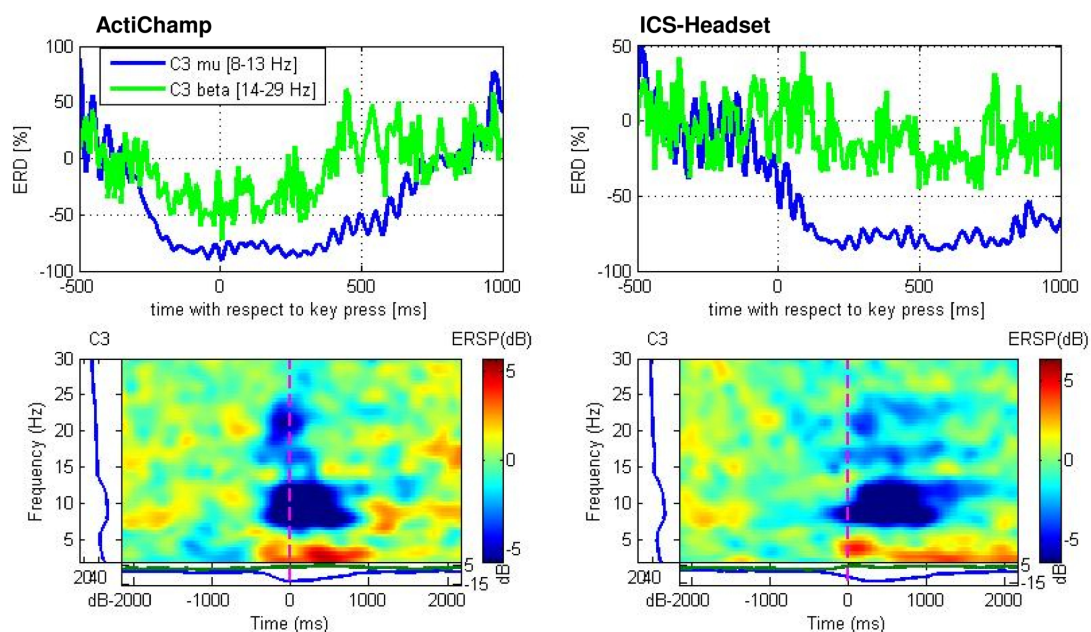 ActiChamp
ICS-Headset
100
50
0
-50
-100
ERD [%]
C3 mu [8-13 Hz]
C3 beta [14-29 Hz]
-500
0
500
1000
time with respect to key press [ms]
50
0
-50
-100
ERD [%]
-500
0
500
1000
time with respect to key press [ms]
C3
ERSP(dB)
30
25
20
15
10
5
Frequency (Hz)
5
0
-5
5
-15
dB
2040
dB
-2000
-1000
0
1000
2000
Time (ms)
C3
ERSP(dB)
30
25
20
15
10
5
Frequency (Hz)
5
0
-5
5
-15
dB
2040
dB
-2000
-1000
0
1000
2000
Time (ms)